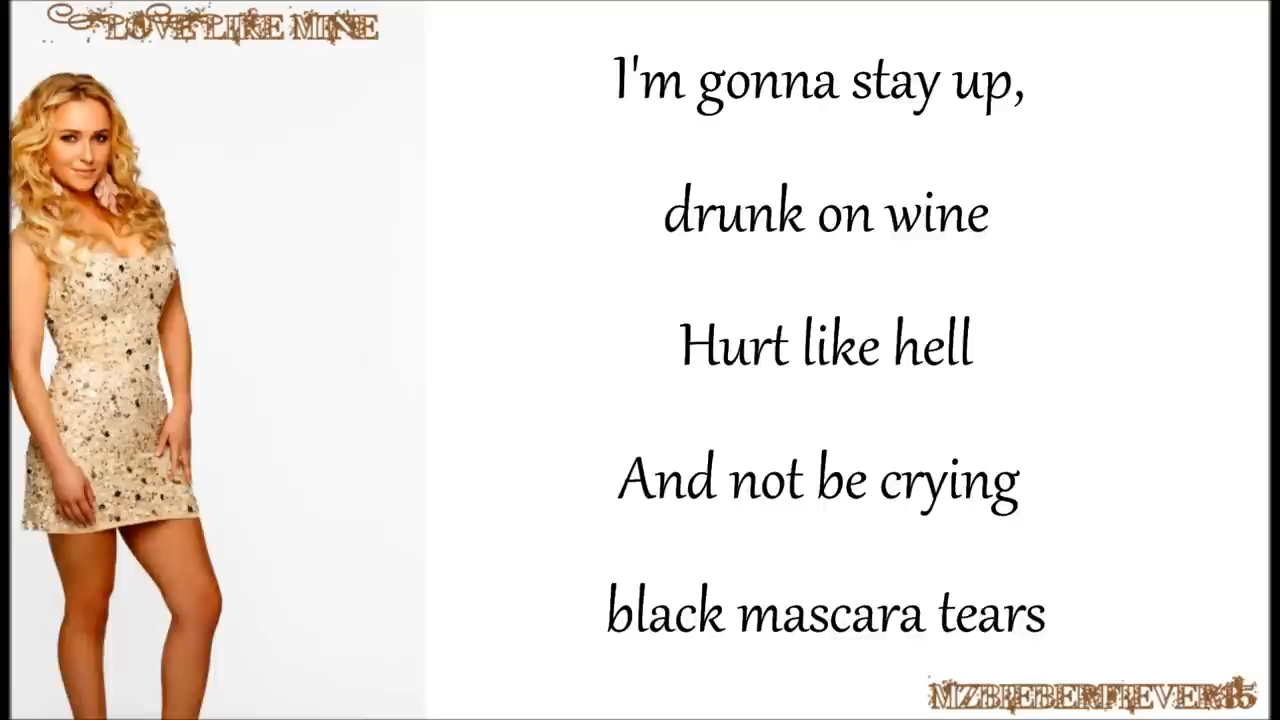 LOVE LIKE MINE
I'm gonna stay up,
drunk on wine
Hurt like hell
And not be crying
black mascara tears
MZBIEBERFIEVER85